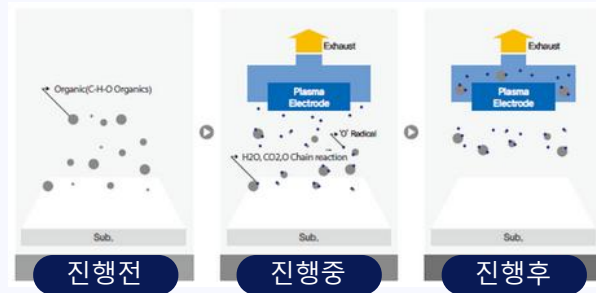 Organic(C-H-O Organics)
Sub.
진행전
Exhaust
Plasma
Electrode
'O' Radical
H2O, CO2,O Chain reaction
Sub.
진행중
Exhaust
Plasma
Electrode
Sub.
진행후